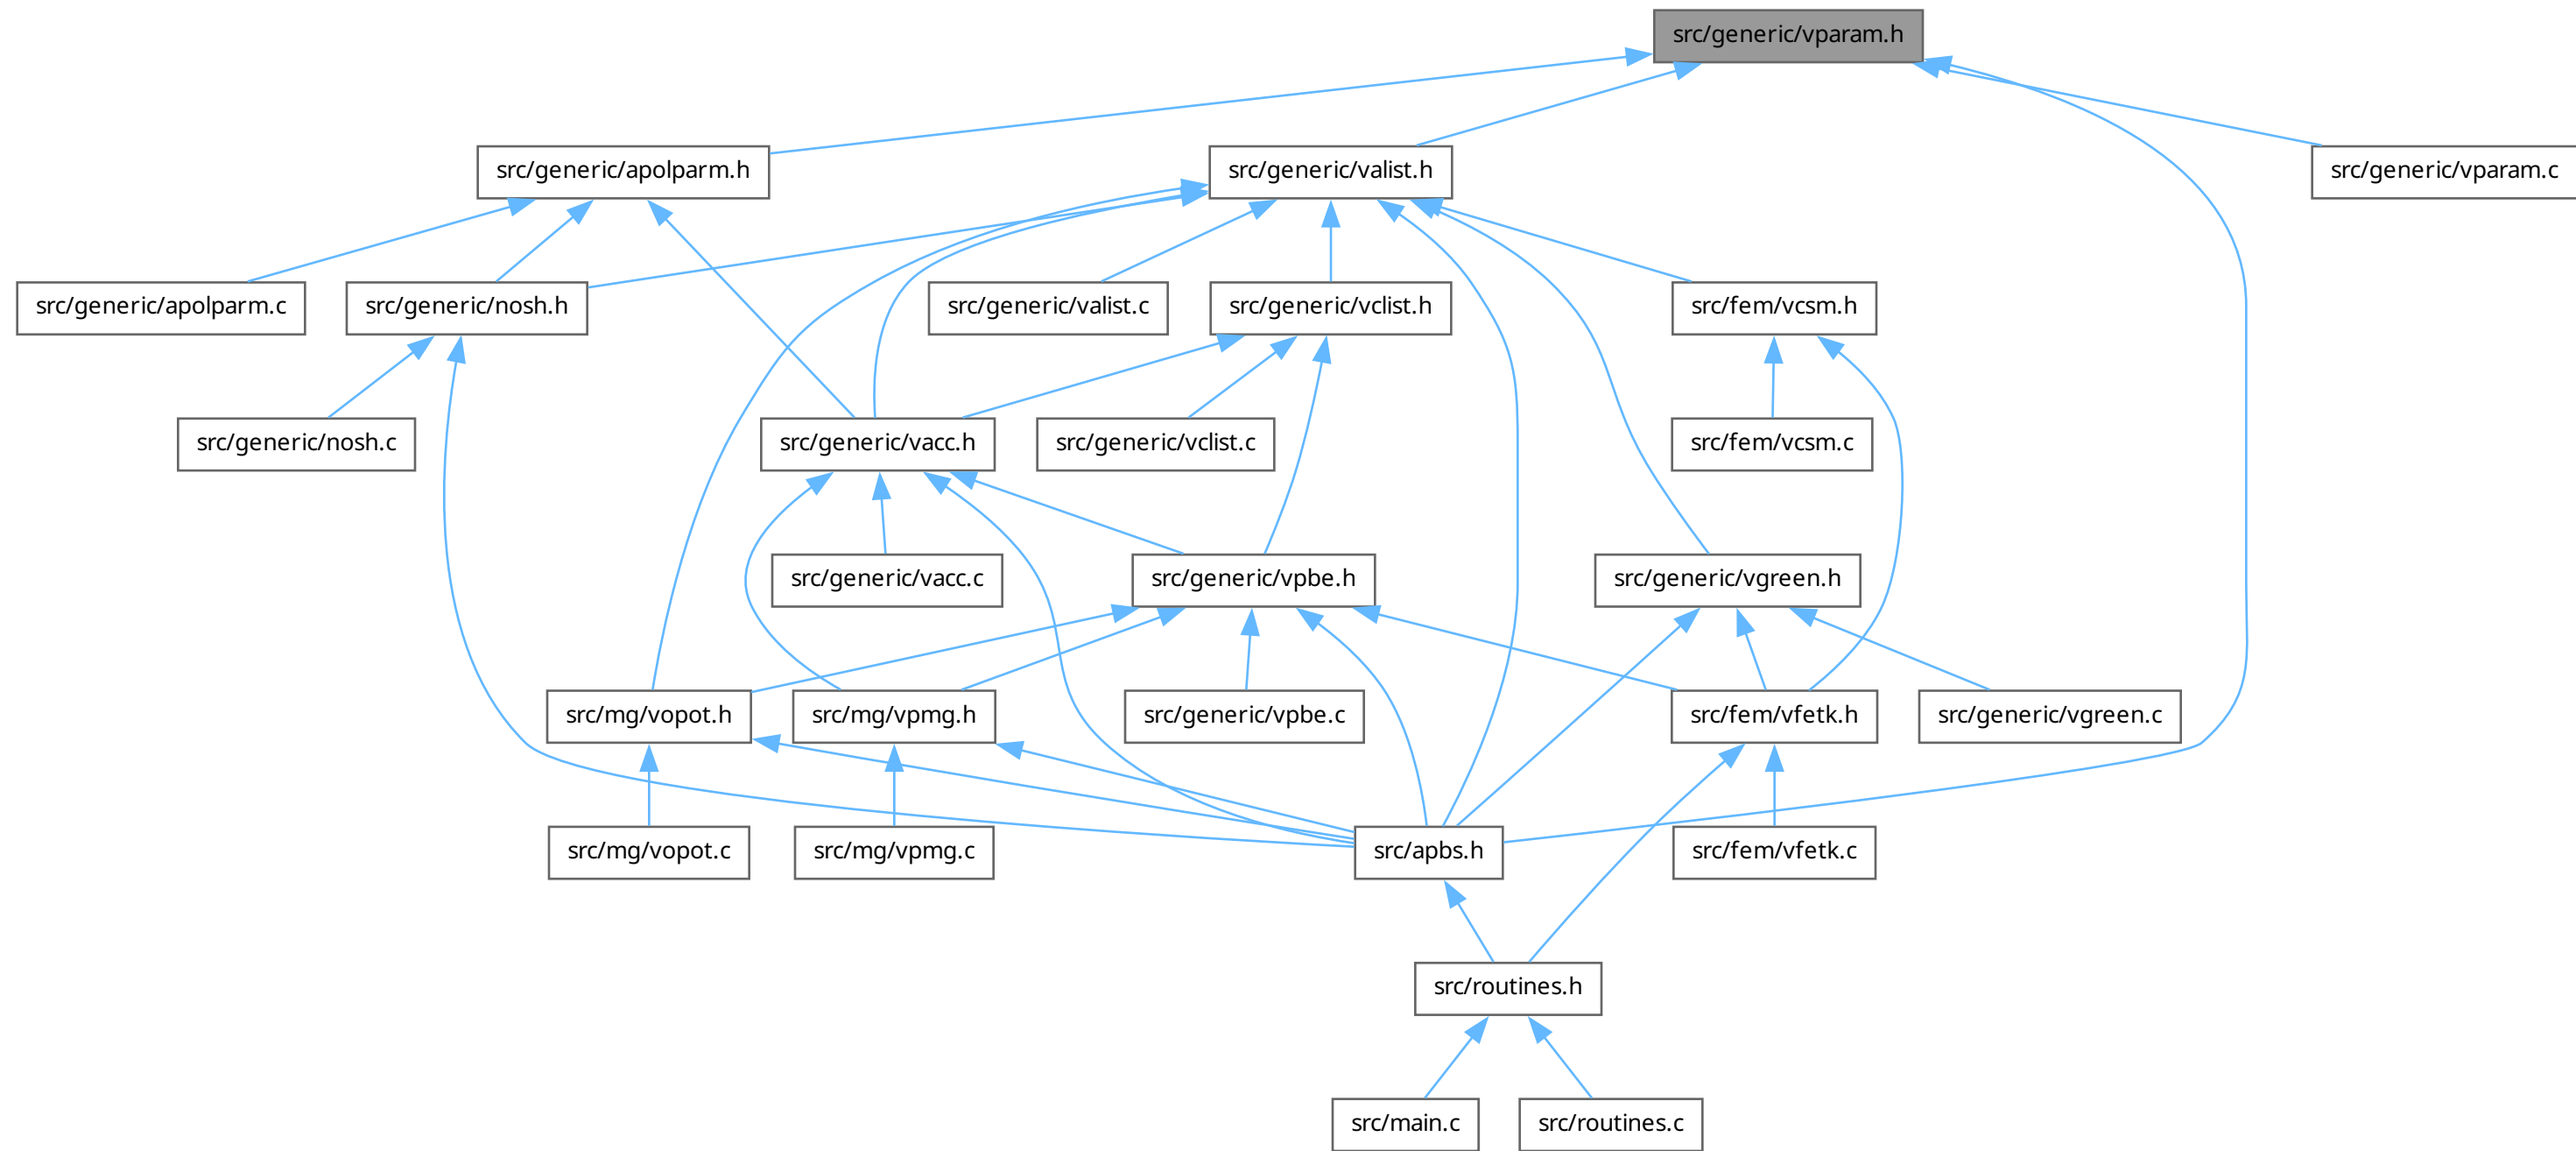 src/generic/vparam.h
src/generic/apolparm.h
src/generic/valist.h
src/generic/vparam.c
src/generic/apolparm.c
src/generic/nosh.h
src/generic/valist.c
src/generic/vclist.h
src/fem/vcsm.h
src/generic/nosh.c
src/generic/vacc.h
src/generic/vclist.c
src/fem/vcsm.c
src/generic/vacc.c
src/generic/vpbe.h
src/generic/vgreen.h
src/mg/vopot.h
src/mg/vpmg.h
src/generic/vpbe.c
src/fem/vfetk.h
src/generic/vgreen.c
src/mg/vopot.c
src/mg/vpmg.c
src/apbs.h
src/fem/vfetk.c
src/routines.h
src/main.c
src/routines.c